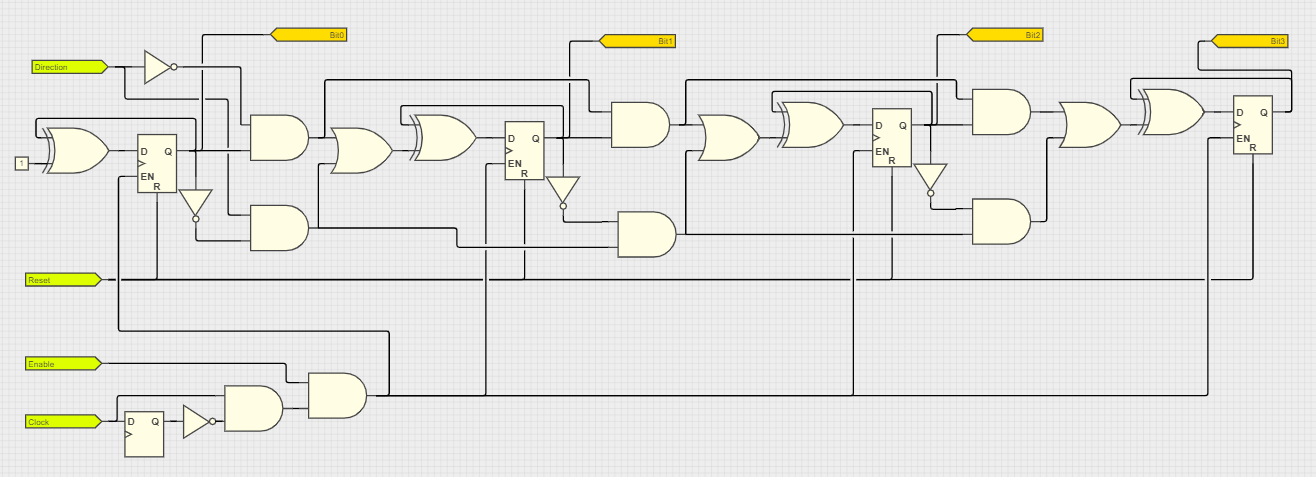 Bit0
Bit1
Bit2
Bit3
Direction
1
D Q
EN
R
D Q
EN
R
D Q
EN
R
D Q
EN
R
Reset
Enable
Clock
D Q